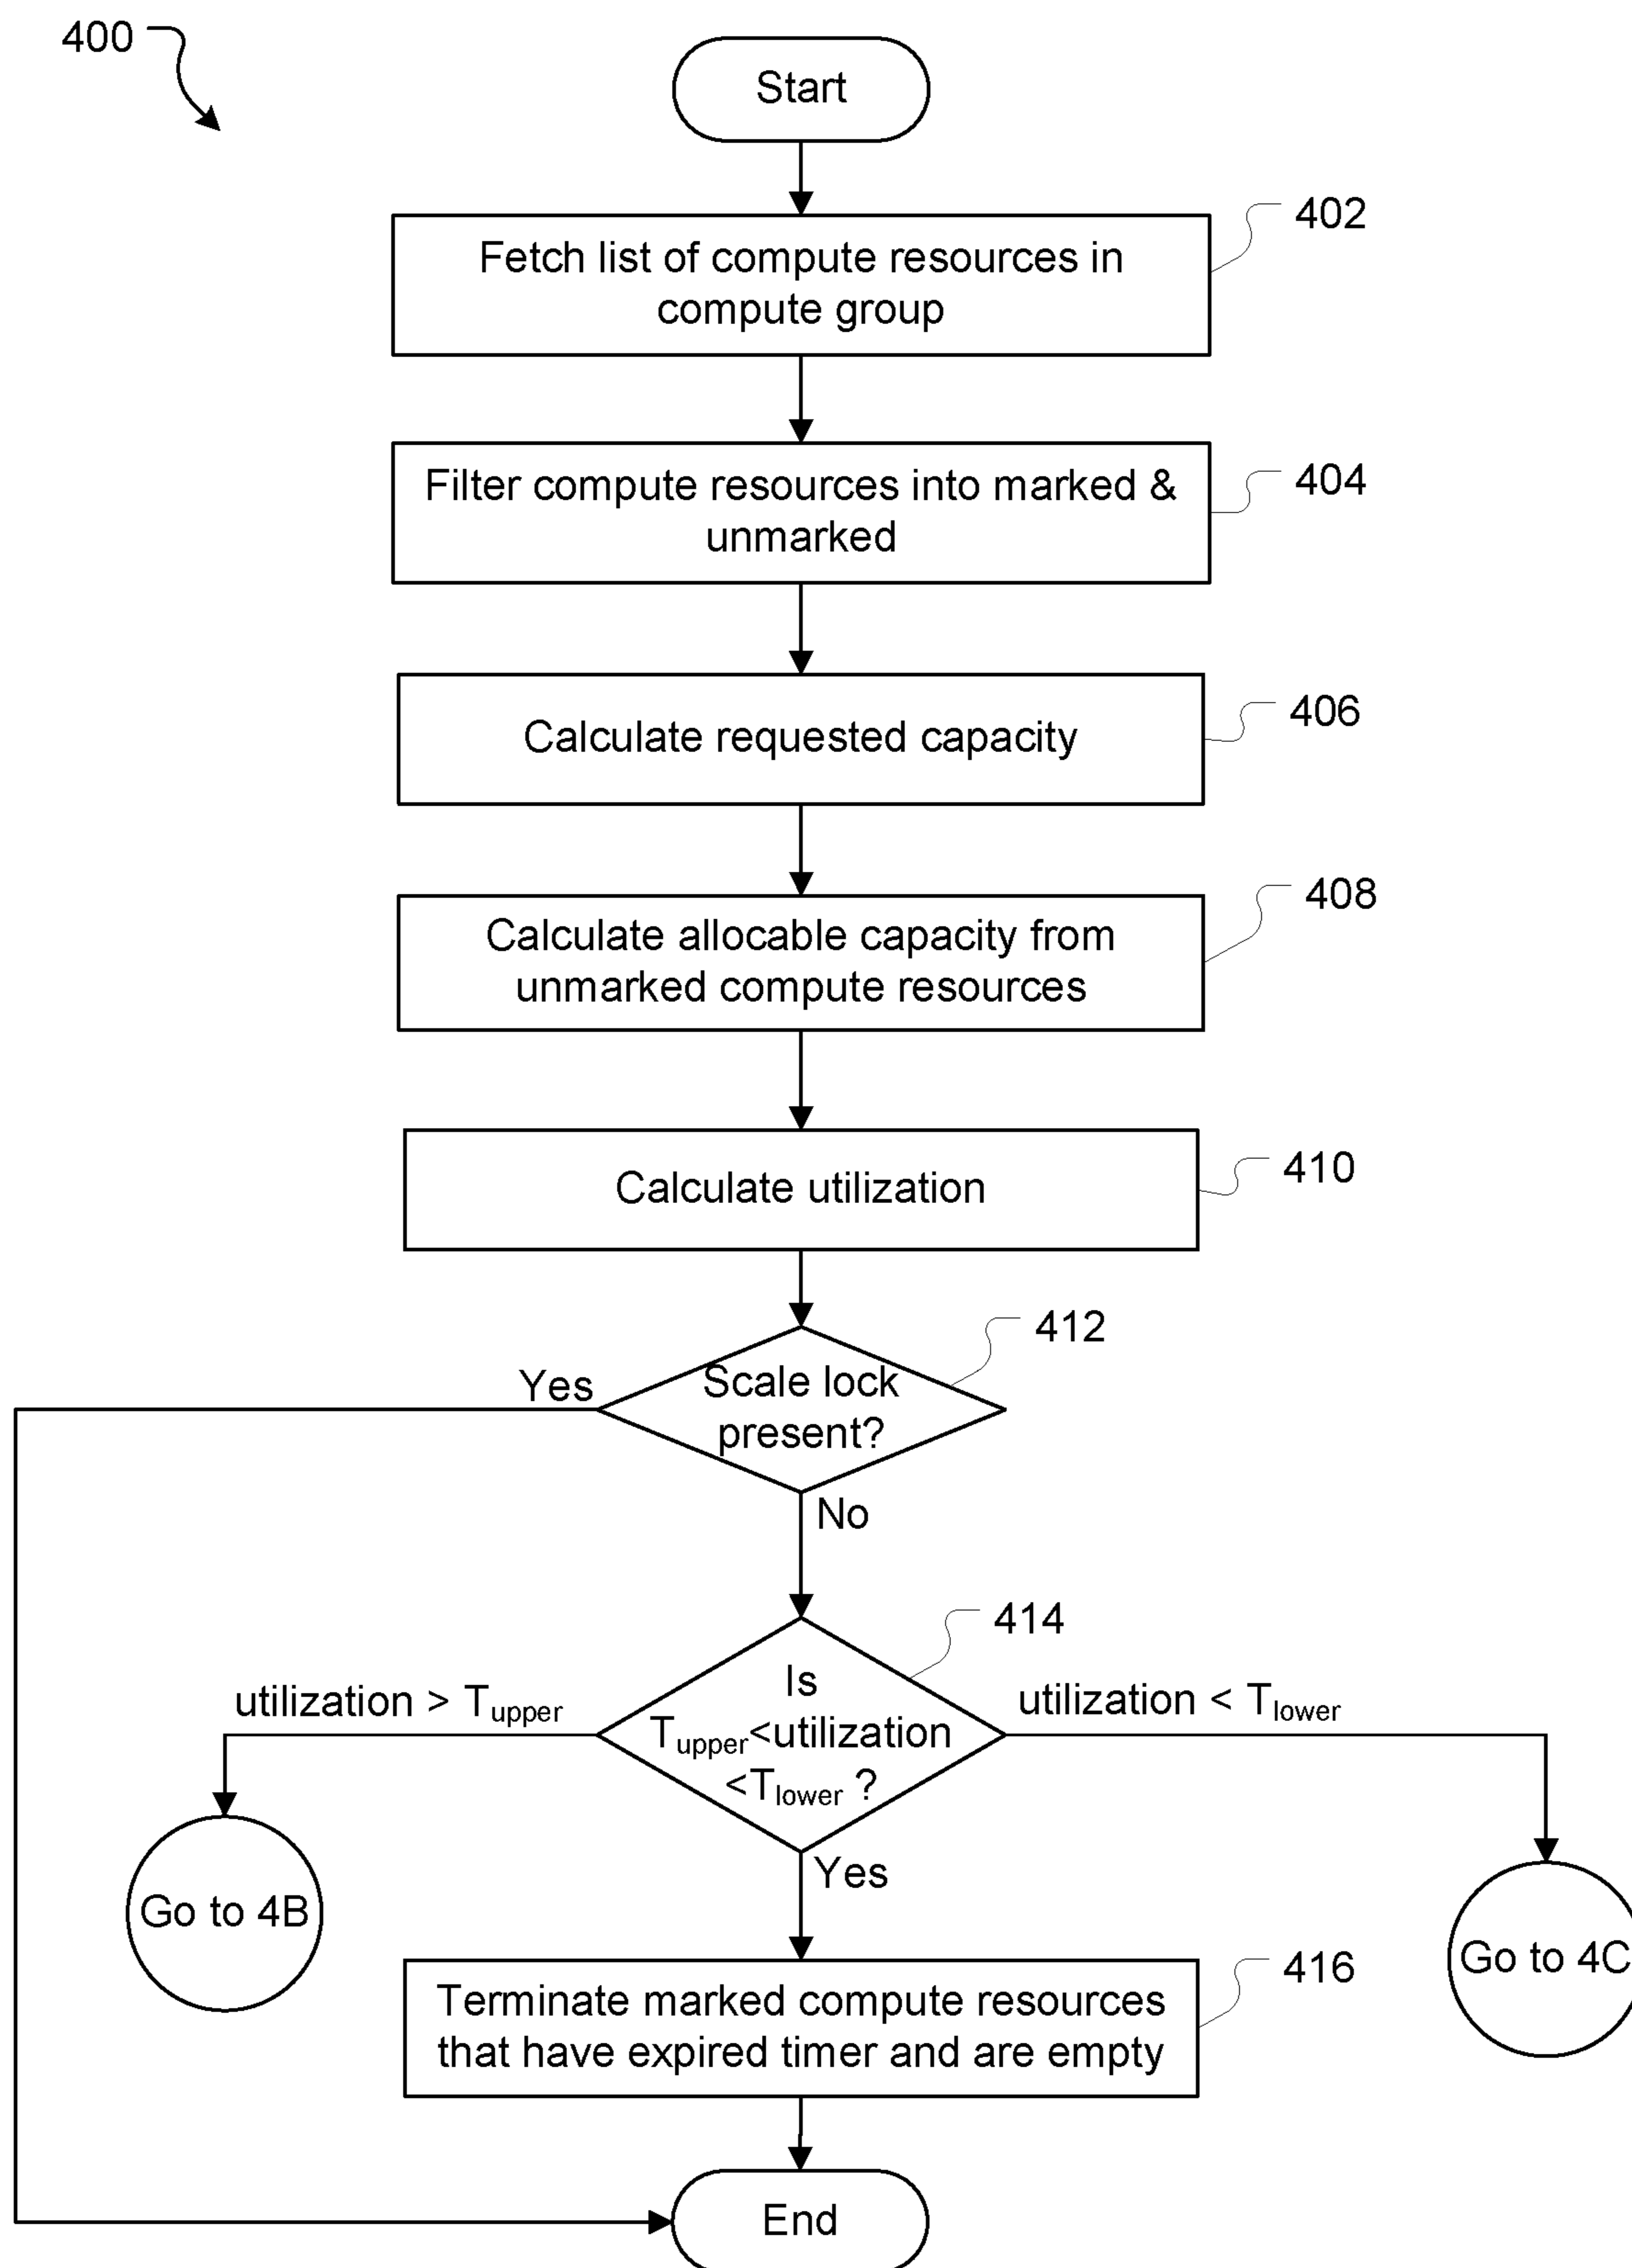 400
Start
402
Fetch list of compute resources in
compute group
404
Filter compute resources into marked &
unmarked
406
Calculate requested capacity
408
Calculate allocable capacity from
unmarked compute resources
410
Calculate utilization
412
Scale lock
present?
Yes
No
414
Is
Tupper<utilization
<Tlower ?
utilization > Tupper
utilization < Tlower
Yes
Go to 4B
Go to 4C
416
Terminate marked compute resources
that have expired timer and are empty
End